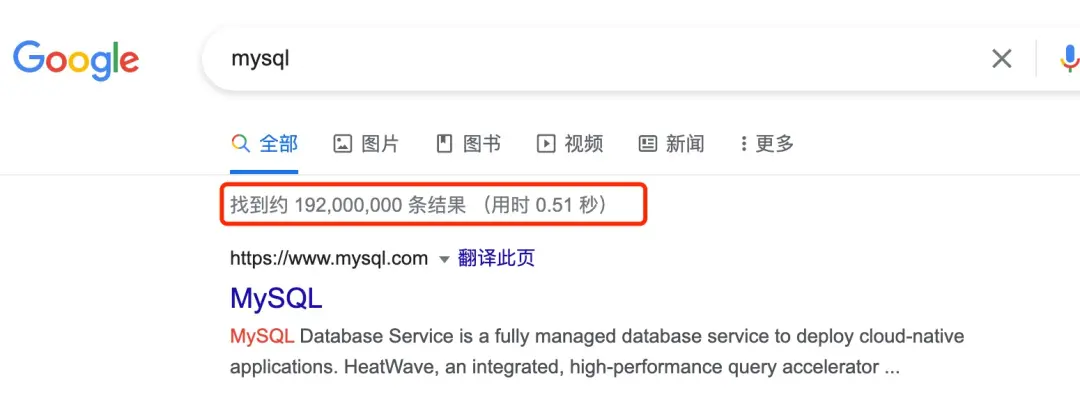 Google
mysql
全部 图片 图书 视频 新闻 更多
找到约 192,000,000 条结果 （用时 0.51 秒）
https://www.mysql.com 翻译此页
MySQL
MySQL Database Service is a fully managed database service to deploy cloud-native
applications. HeatWave, an integrated, high-performance query accelerator ...